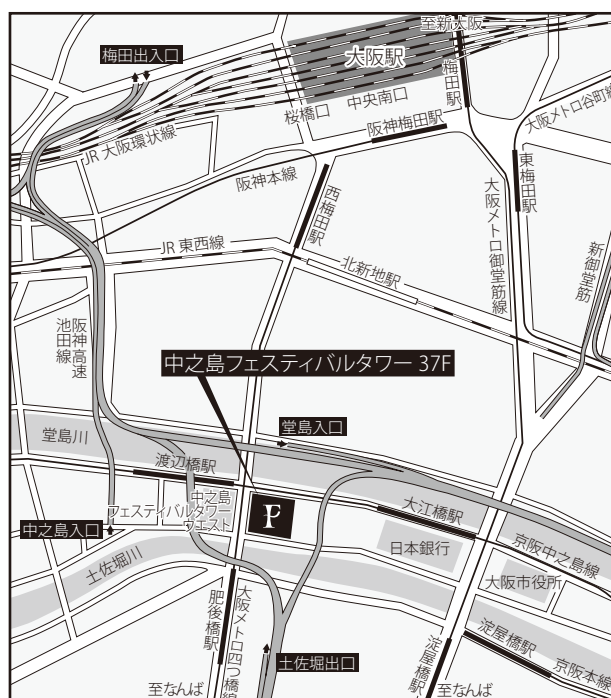 至新大阪
梅田出入口
大阪駅
梅田駅
桜橋口
中央南口
大阪メトロ谷町線
阪神梅田駅
JR 大阪環状線
東梅田駅
阪神本線
西梅田駅
大阪メトロ御堂筋線
JR 東西線
北新地駅
新御堂筋
阪神高速
池田線
中之島フェスティバルタワー 37F
堂島入口
堂島川
渡辺橋駅
中之島
フェスティバルタワー
ウエスト
F
大江橋駅
中之島入口
日本銀行
京阪中之島線
土佐堀川
大阪市役所
肥後橋駅
大阪メトロ四つ橋線
淀屋橋駅
淀屋橋駅
土佐堀出口
京阪本線
至なんば
至なんば